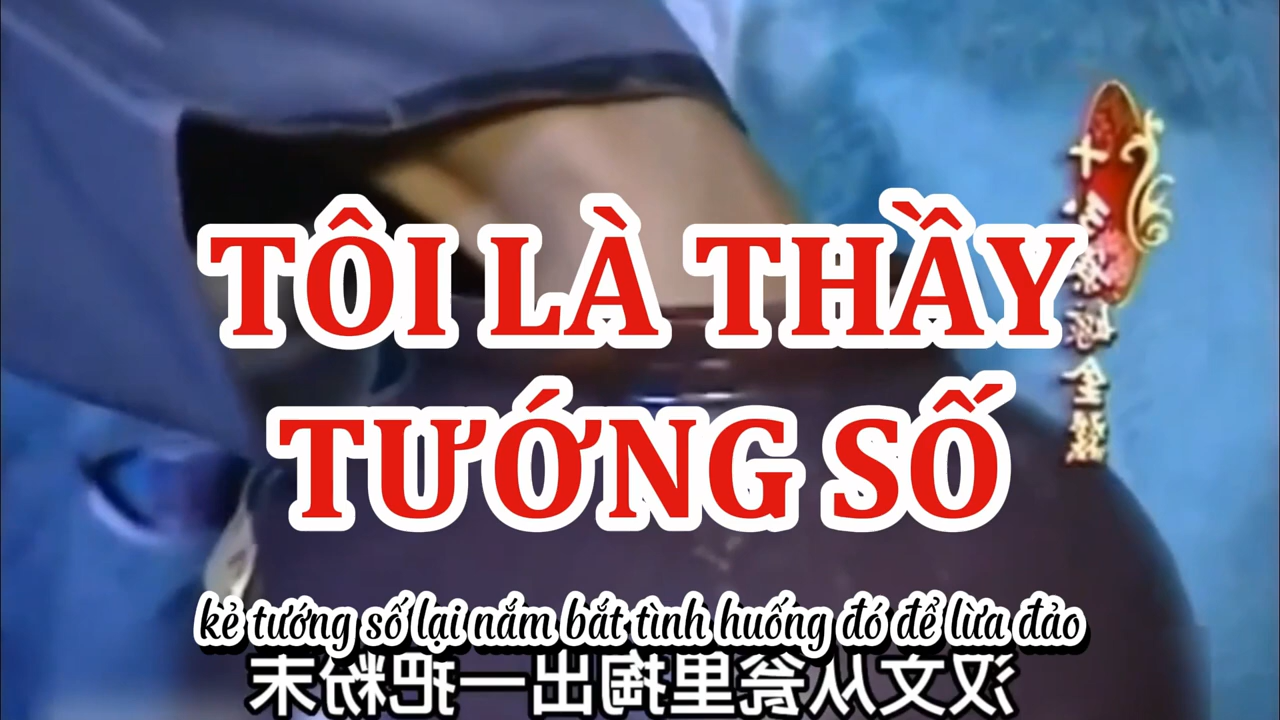 TÔI LÀ THẦY
TƯỚNG SỐ
kẻ tướng số lại nắm bắt tình huống đó để lừa đảo
汉文从瓮里掏出一把粉末